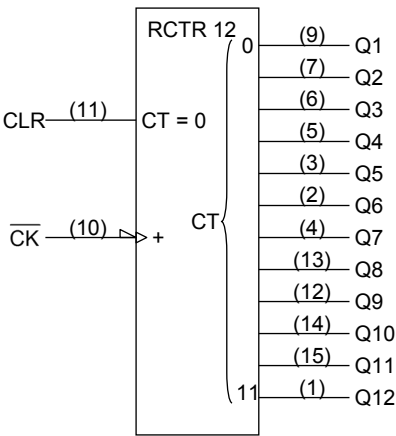 RCTR 12
0 (9) Q1
(7) Q2
(6) Q3
CLR (11) CT = 0
(5) Q4
(3) Q5
(2) Q6
CT
CK (10) +
(4) Q7
(13) Q8
(12) Q9
(14) Q10
(15) Q11
11 (1) Q12